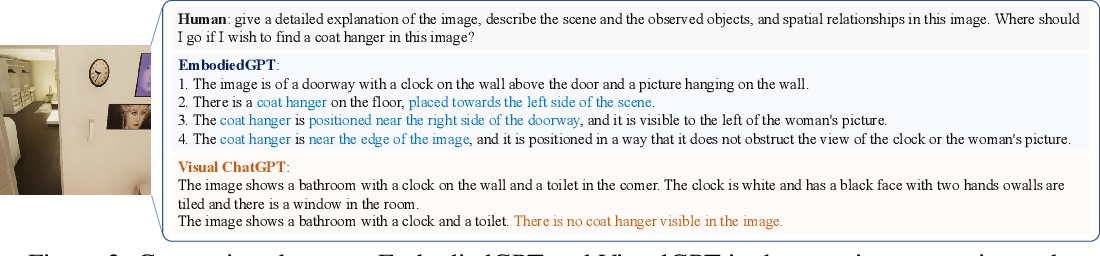 Human: give a detailed explanation of the image, describe the scene and the observed objects, and spatial relationships in this image. Where should
I go if I wish to find a coat hanger in this image?
EmbodiedGPT:
1. The image is of a doorway with a clock on the wall above the door and a picture hanging on the wall.
2. There is a coat hanger on the floor, placed towards the left side of the scene.
3. The coat hanger is positioned near the right side of the doorway, and it is visible to the left of the woman's picture.
4. The coat hanger is near the edge of the image, and it is positioned in a way that it does not obstruct the view of the clock or the woman's picture.
Visual ChatGPT:
The image shows a bathroom with a clock on the wall and a toilet in the corner. The clock is white and has a black face with two hands owalls are
tiled and there is a window in the room.
The image shows a bathroom with a clock and a toilet. There is no coat hanger visible in the image.